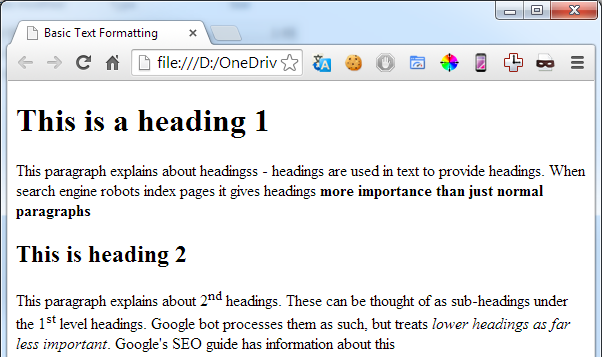 Basic Text Formatting
file:///D:/OneDriv
This is a heading 1
This paragraph explains about headingss - headings are used in text to provide headings. When
search engine robots index pages it gives headings more importance than just normal
paragraphs
This is heading 2
This paragraph explains about 2nd headings. These can be thought of as sub-headings under
the 1st level headings. Google bot processes them as such, but treats lower headings as far
less important. Google's SEO guide has information about this